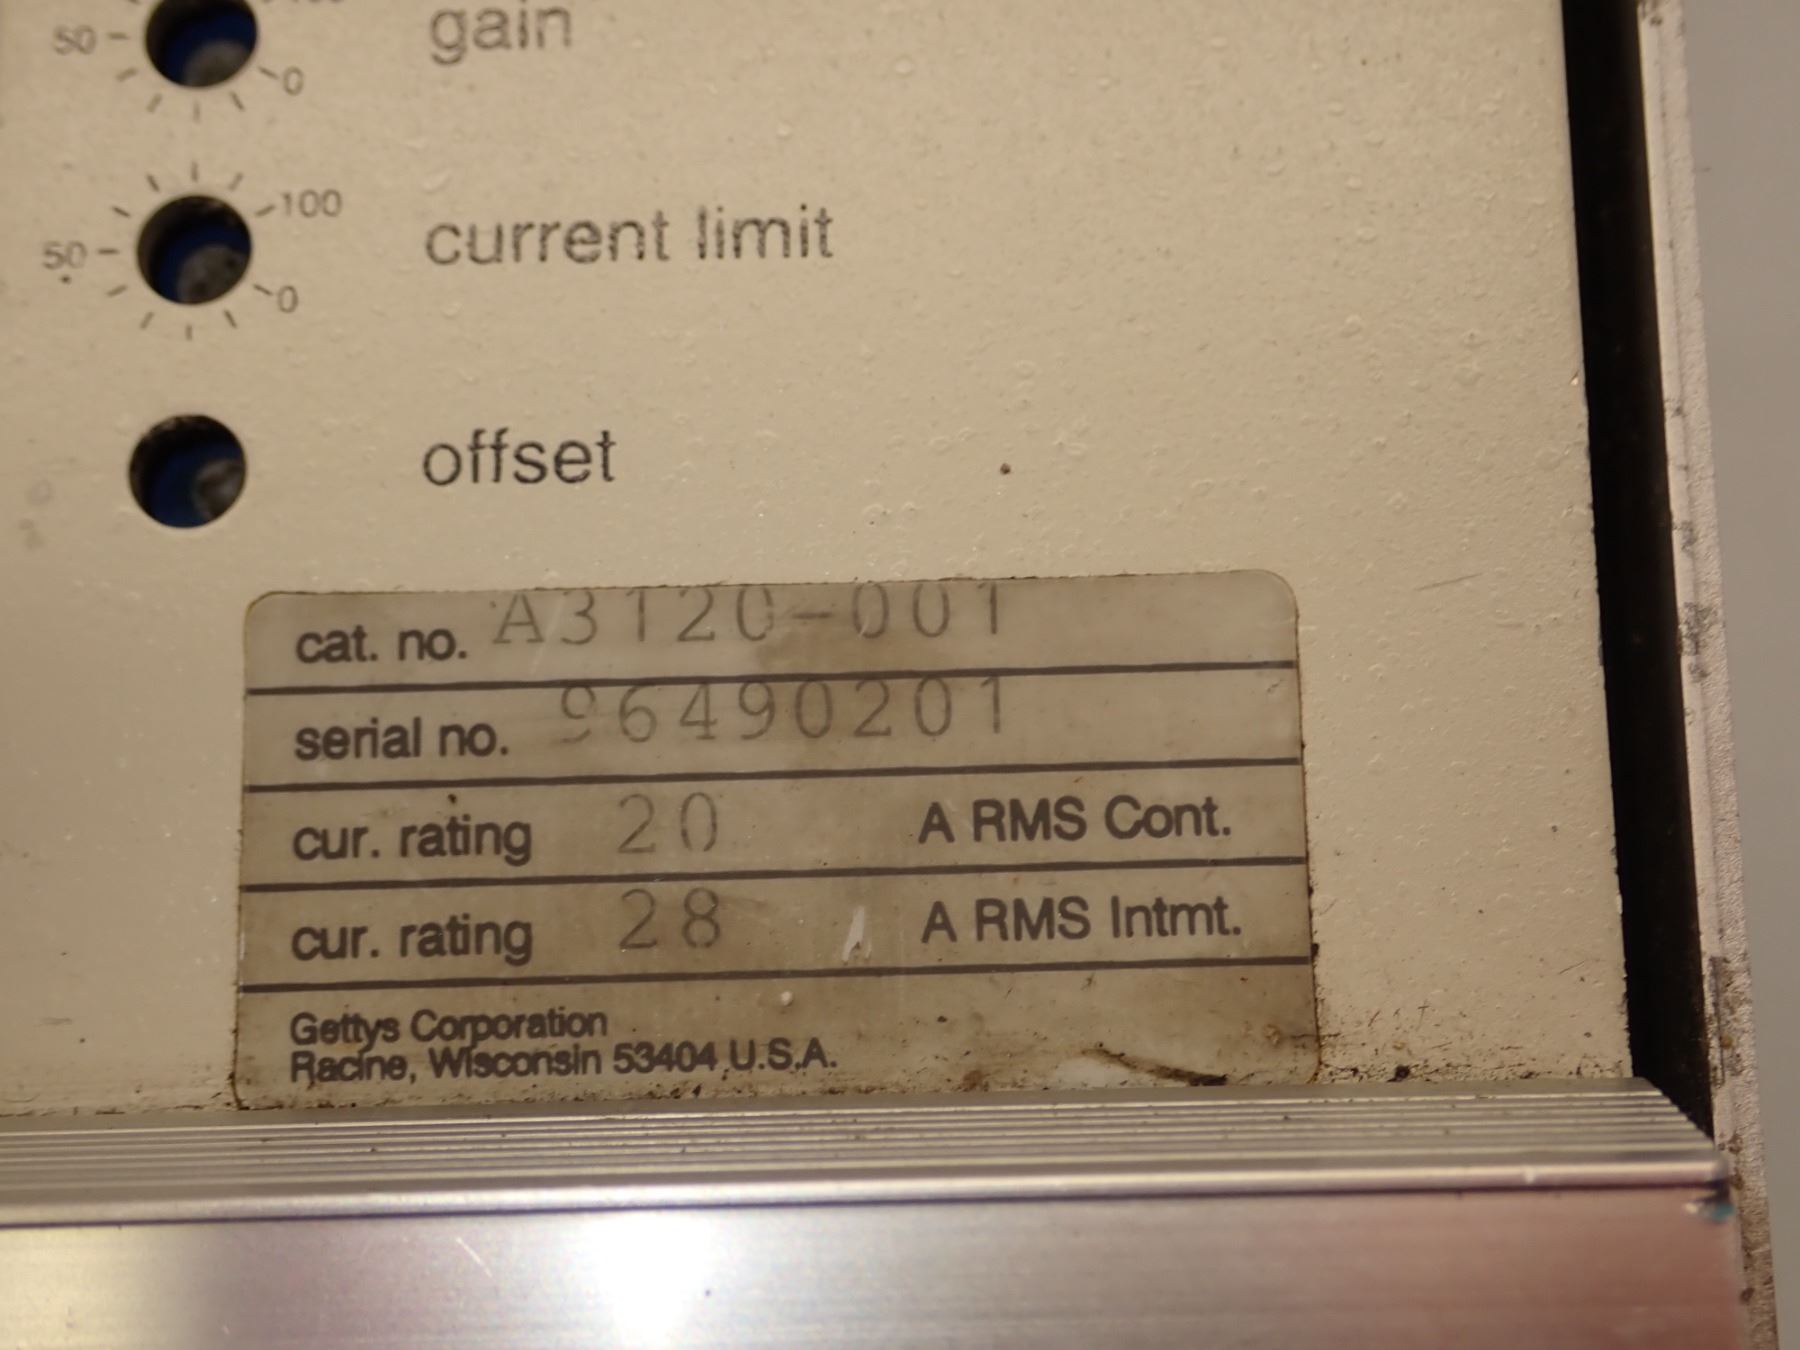 gain
50
0
100
current limit
50
0
offset
cat. no. A3120-001
serial no. 96490201
cur. rating 20 A RMS Cont.
cur. rating 28 A RMS Intmt.
Gettys Corporation
Racine, Wisconsin 53404 U.S.A.